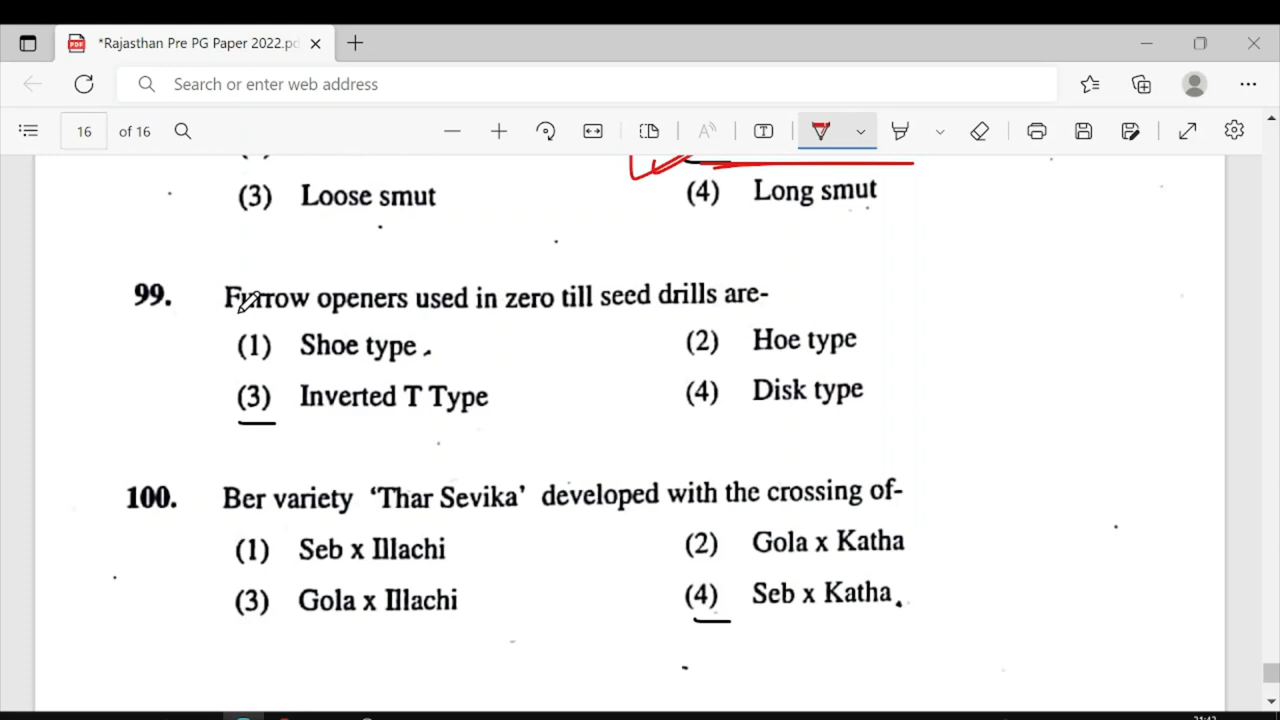 *Rajasthan Pre PG Paper 2022.pd
Search or enter web address
16 of 16
(3) Loose smut (4) Long smut
99. Furrow openers used in zero till seed drills are-
(1) Shoe type (2) Hoe type
(3) Inverted T Type (4) Disk type
100. Ber variety ‘Thar Sevika’ developed with the crossing of-
(1) Seb x Illachi (2) Gola x Katha
(3) Gola x Illachi (4) Seb x Katha